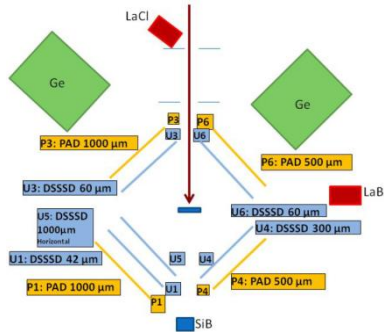 LaCl
Ge
Ge
P3
P6
U3
U6
P3: PAD 1000 µm
P6: PAD 500 µm
U3: DSSSD 60 µm
LaB
U6: DSSSD 60 µm
U5: DSSSD
1000µm
Horizontal
U4: DSSSD 300 µm
U1: DSSSD 42 µm
U5
U4
P1: PAD 1000 µm
U1
P4
P4: PAD 500 µm
P1
SiB